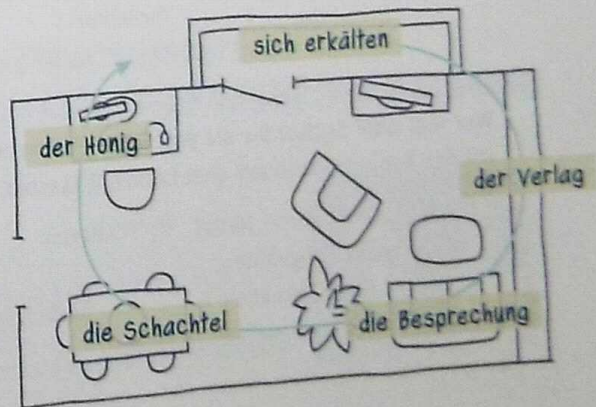 sich erkälten
der Honig
der Verlag
die Schachtel
die Besprechung